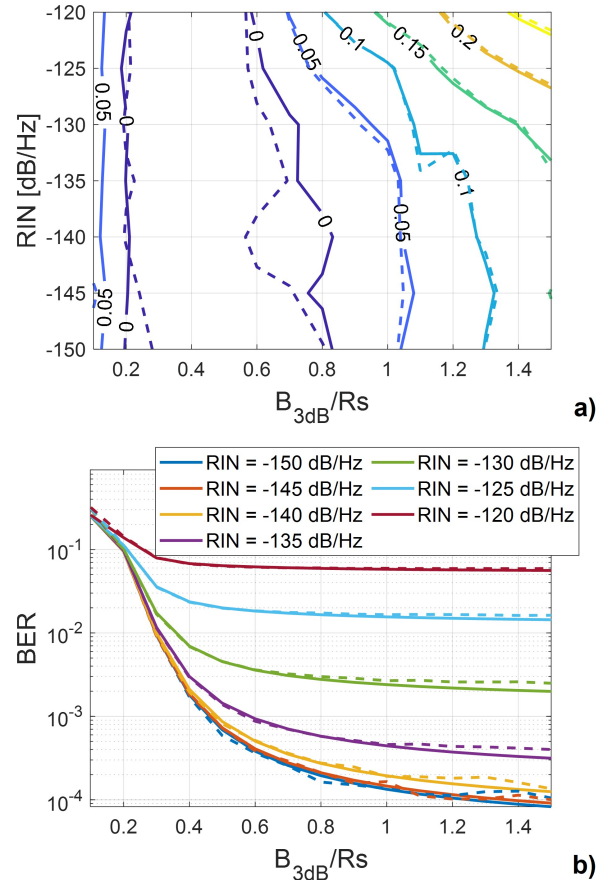 -120
-125
-130
-135
-140
-145
-150
RIN [dB/Hz]
0.05
0
0
0.05
0.1
0.15
0.2
0.05
0
0.05
0
0.1
0.2
0.4
0.6
0.8
1
1.2
1.4
B3dB/Rs
a)
RIN = -150 dB/Hz
RIN = -145 dB/Hz
RIN = -140 dB/Hz
RIN = -135 dB/Hz
RIN = -130 dB/Hz
RIN = -125 dB/Hz
RIN = -120 dB/Hz
10-1
10-2
10-3
10-4
BER
0.2
0.4
0.6
0.8
1
1.2
1.4
B3dB/Rs
b)